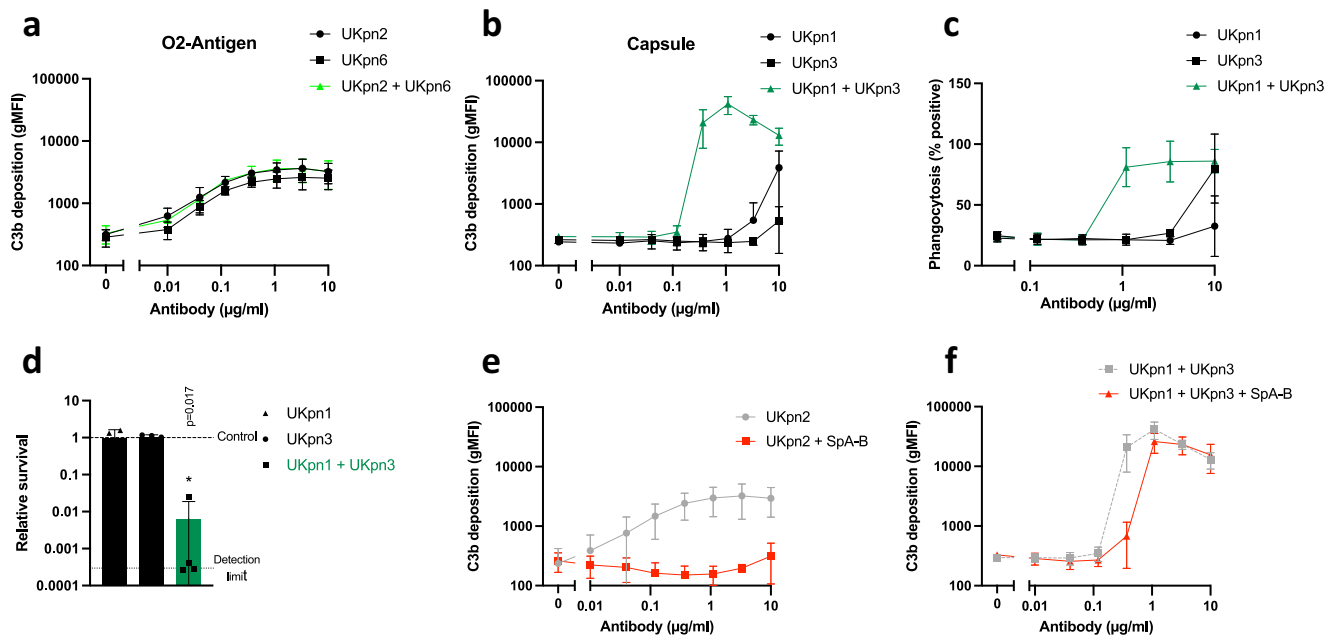 a
O2-Antigen
UKpn2
UKpn6
UKpn2 + UKpn6
C3b deposition (gMFI)
100000
10000
1000
100
0
0.01
0.1
1
10
Antibody (µg/ml)
b
Capsule
UKpn1
UKpn3
UKpn1 + UKpn3
C3b deposition (gMFI)
100000
10000
1000
100
0
0.01
0.1
1
10
Antibody (µg/ml)
c
UKpn1
UKpn3
UKpn1 + UKpn3
Phangocytosis (% positive)
150
100
50
0
0
0.1
1
10
Antibody (µg/ml)
d
p=0.017
UKpn1
UKpn3
UKpn1 + UKpn3
Relative survival
10
1
0.1
0.01
0.001
0.0001
Control
*
Detection
limit
e
UKpn2
UKpn2 + SpA-B
C3b deposition (gMFI)
100000
10000
1000
100
0
0.01
0.1
1
10
Antibody (µg/ml)
f
UKpn1 + UKpn3
UKpn1 + UKpn3 + SpA-B
C3b deposition (gMFI)
100000
10000
1000
100
0
0.01
0.1
1
10
Antibody (µg/ml)